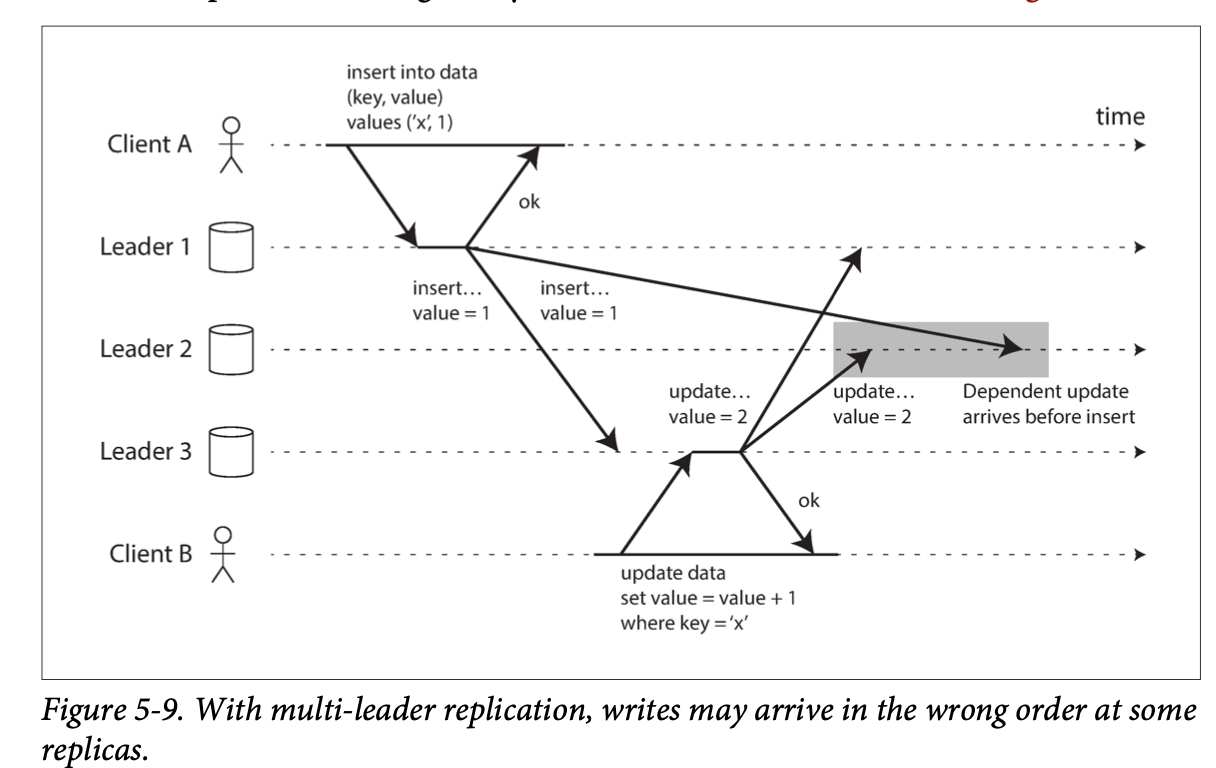 insert into data
(key, value)
values (‘x’, 1)
time
Client A
ok
Leader 1
insert…
value = 1
insert…
value = 1
Leader 2
update…
value = 2
update…
value = 2
Dependent update
arrives before insert
Leader 3
ok
Client B
update data
set value = value + 1
where key = ‘x’
Figure 5-9. With multi-leader replication, writes may arrive in the wrong order at some
replicas.